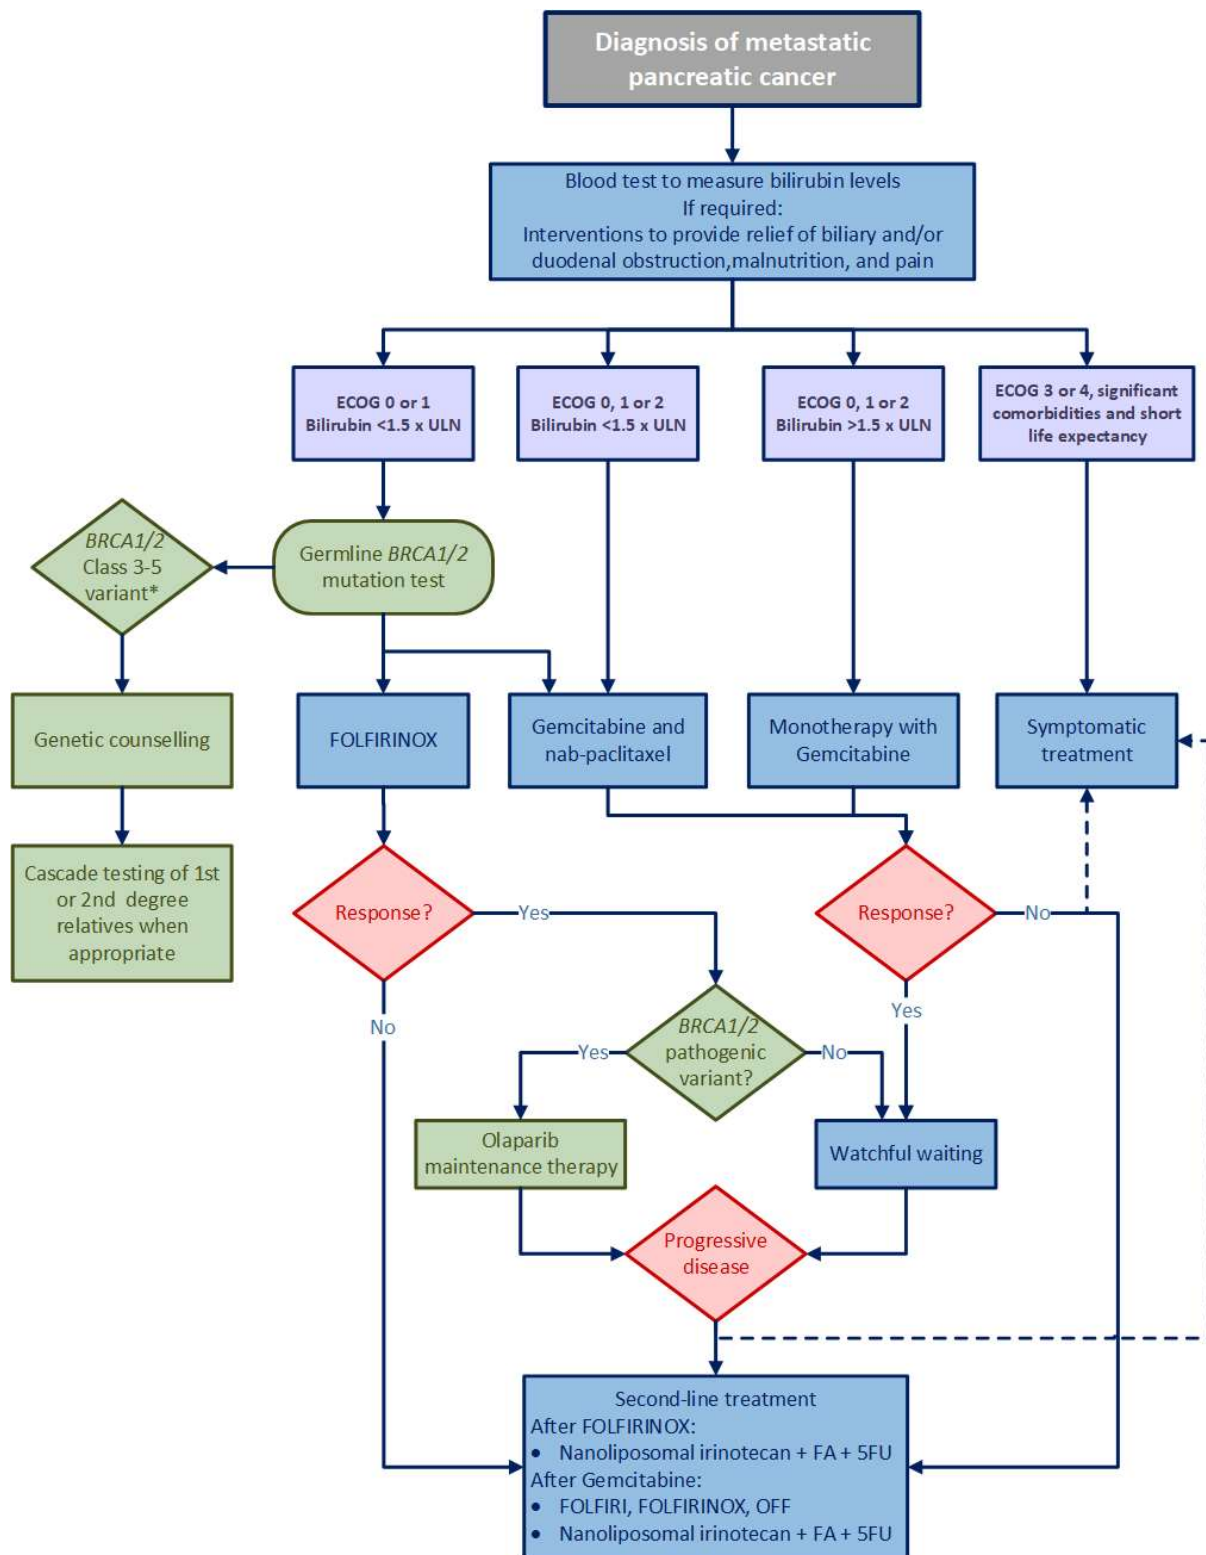 Diagnosis of metastatic
pancreatic cancer
Blood test to measure bilirubin levels
If required:
Interventions to provide relief of biliary and/or
duodenal obstruction,malnutrition, and pain
ECOG 0 or 1
Bilirubin <1.5 x ULN
ECOG 0, 1 or 2
Bilirubin <1.5 x ULN
ECOG 0, 1 or 2
Bilirubin >1.5 x ULN
ECOG 3 or 4, significant
comorbidities and short
life expectancy
BRCA1/2
Class 3-5
variant*
Germline BRCA1/2
mutation test
Genetic counselling
FOLFIRINOX
Gemcitabine and
nab-paclitaxel
Monotherapy with
Gemcitabine
Symptomatic
treatment
Cascade testing of 1st
or 2nd degree
relatives when
appropriate
Response?
Yes
Response?
No
No
Yes
BRCA1/2
pathogenic
variant?
Yes
No
Olaparib
maintenance therapy
Watchful waiting
Progressive
disease
Second-line treatment
After FOLFIRINOX:
• Nanoliposomal irinotecan + FA + 5FU
After Gemcitabine:
• FOLFIRI, FOLFIRINOX, OFF
• Nanoliposomal irinotecan + FA + 5FU